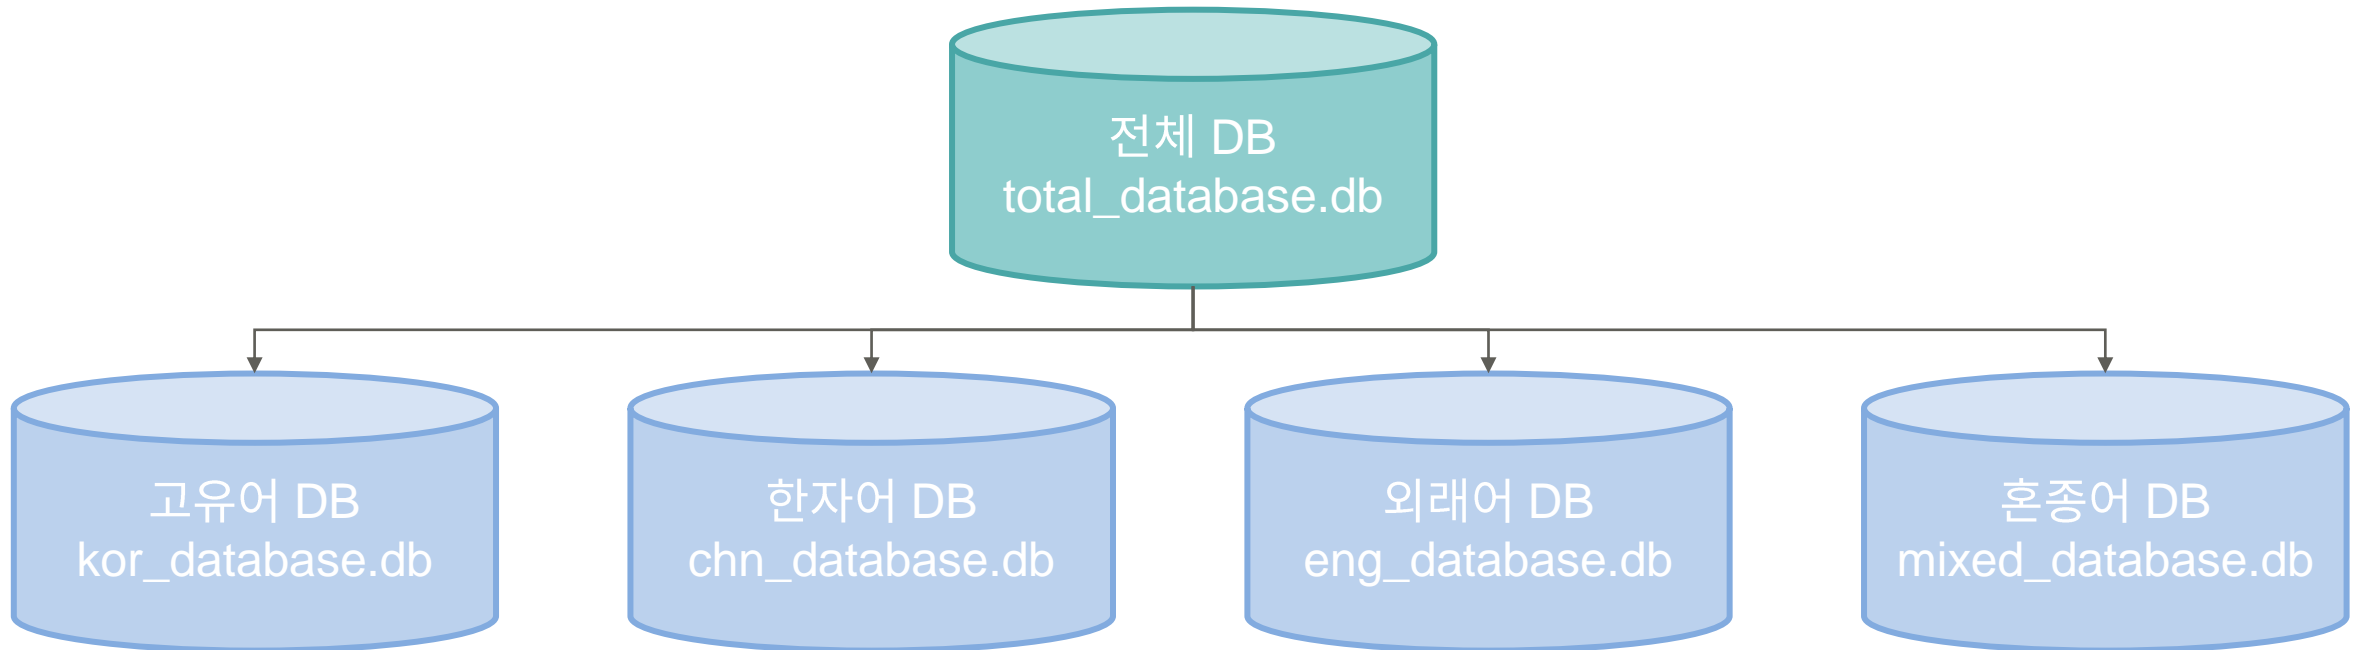 전체 DB
total_database.db
고유어 DB
kor_database.db
한자어 DB
chn_database.db
외래어 DB
eng_database.db
혼종어 DB
mixed_database.db